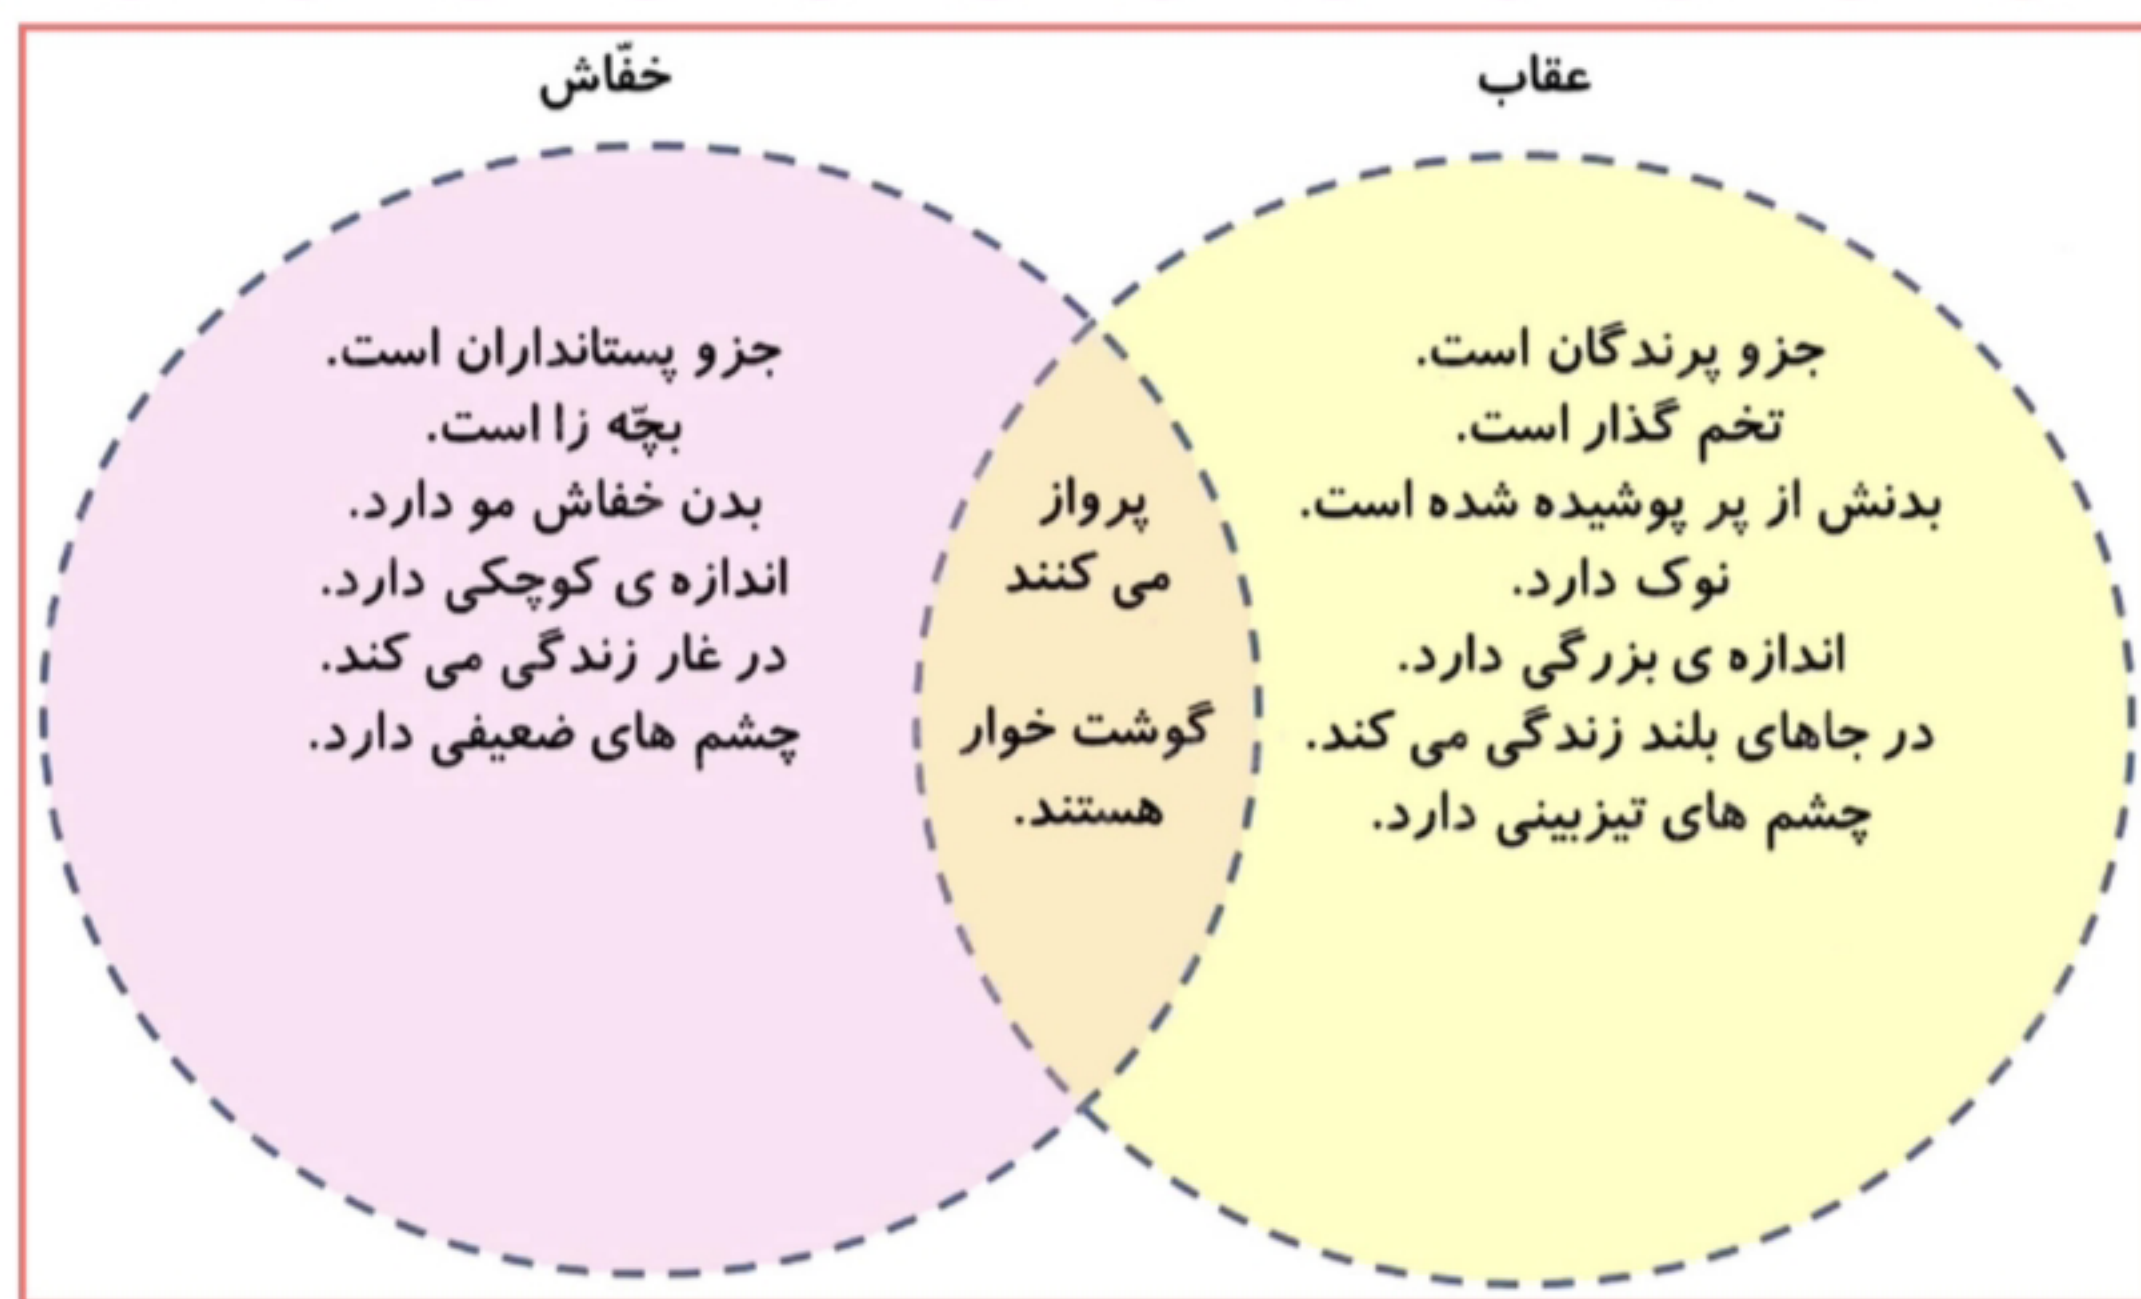 عقاب
جزو پرندگان است.
تخم گذار است.
بدنش از پر پوشیده شده است.
نوک دارد.
اندازه ی بزرگی دارد.
در جاهای بلند زندگی می کند.
چشم های تیزبینی دارد.
پرواز
می کنند
گوشت خوار
هستند.
خفّاش
جزو پستانداران است.
بچّه زا است.
بدن خفاش مو دارد.
اندازه ی کوچکی دارد.
در غار زندگی می کند.
چشم های ضعیفی دارد.